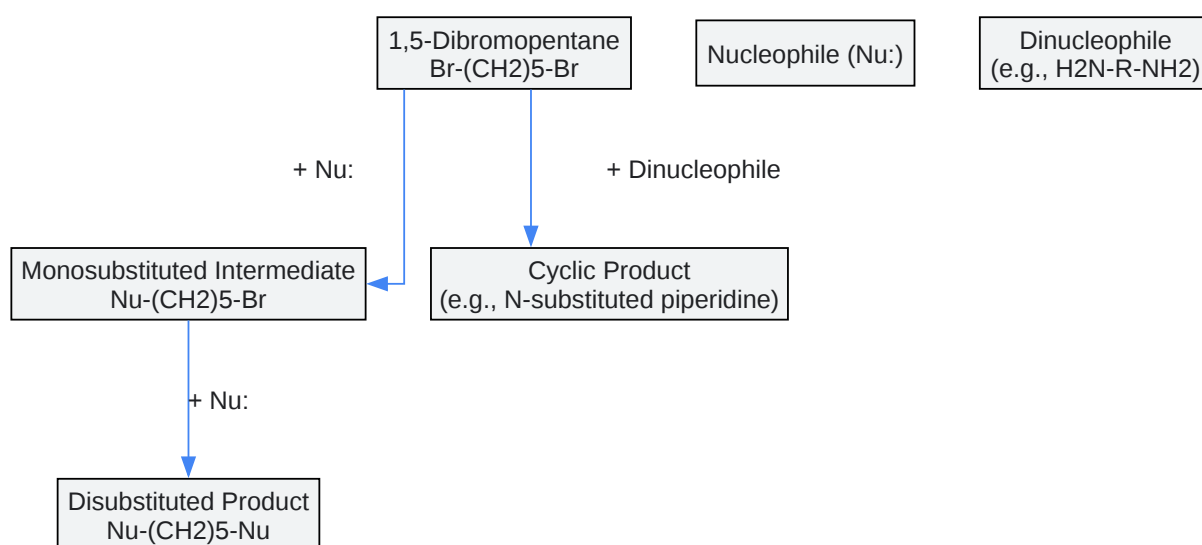 1,5-Dibromopentane
Br-(CH2)5-Br
Nucleophile (Nu:)
Dinucleophile
(e.g., H2N-R-NH2)
+ Nu:
+ Dinucleophile
Monosubstituted Intermediate
Nu-(CH2)5-Br
Cyclic Product
(e.g., N-substituted piperidine)
+ Nu:
Disubstituted Product
Nu-(CH2)5-Nu